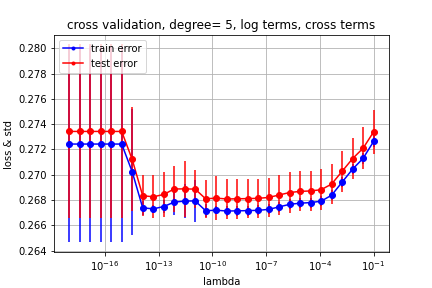 cross validation, degree= 5, log terms, cross terms
train error
test error
loss & std
0.280
0.278
0.276
0.274
0.272
0.270
0.268
0.266
0.264
10⁻¹⁶ 10⁻¹³ 10⁻¹⁰ 10⁻⁷ 10⁻⁴ 10⁻¹
lambda